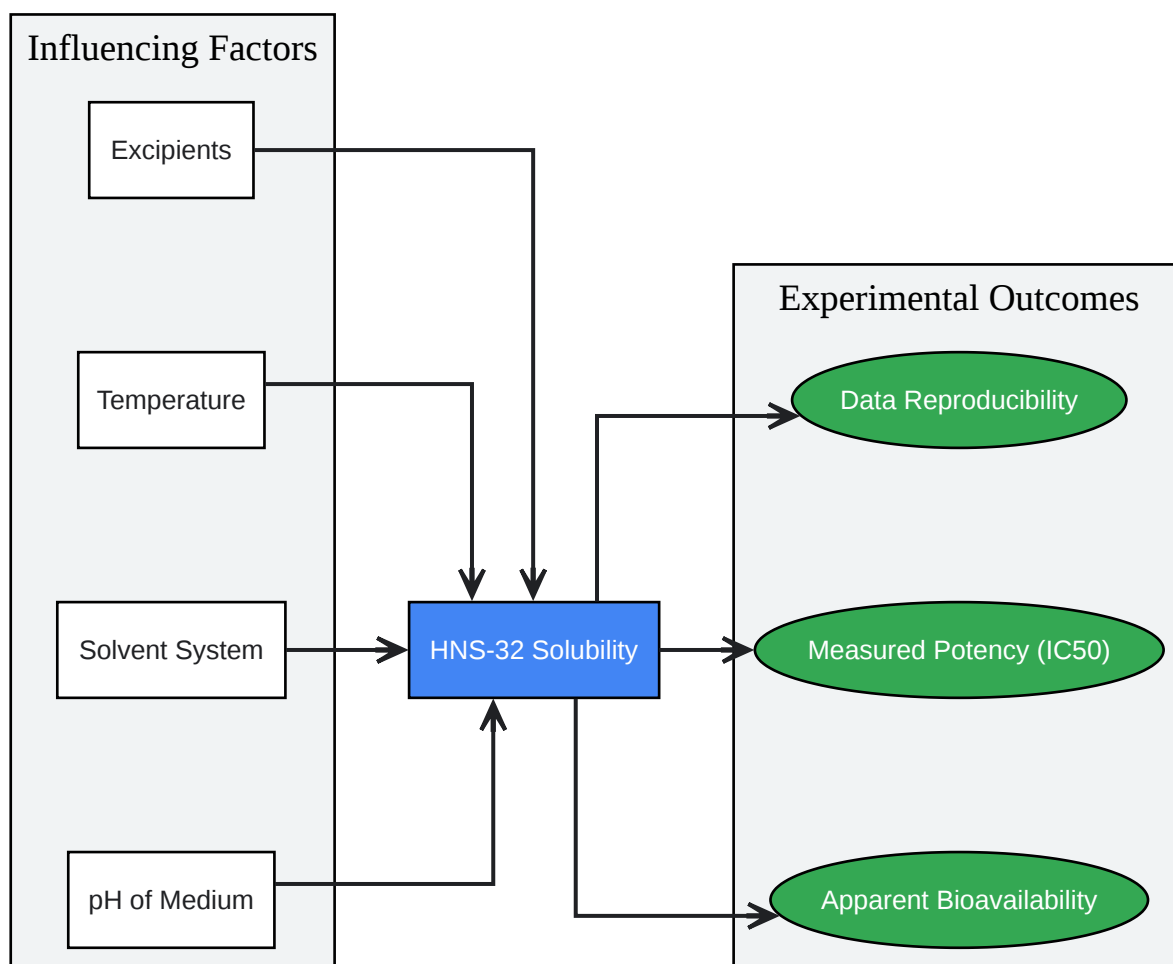 Influencing Factors
Excipients
Temperature
Solvent System
pH of Medium
HNS-32 Solubility
Experimental Outcomes
Data Reproducibility
Measured Potency (IC50)
Apparent Bioavailability